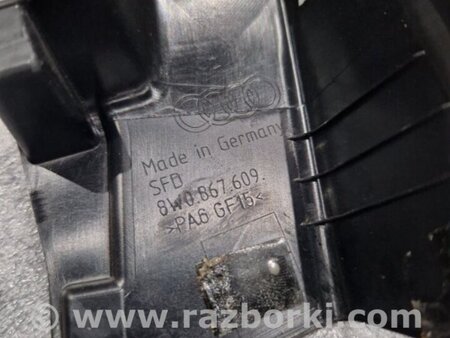 Made in Germany
SFD
8W0.867.609.
>PA6 GF15<
www.razborki.com